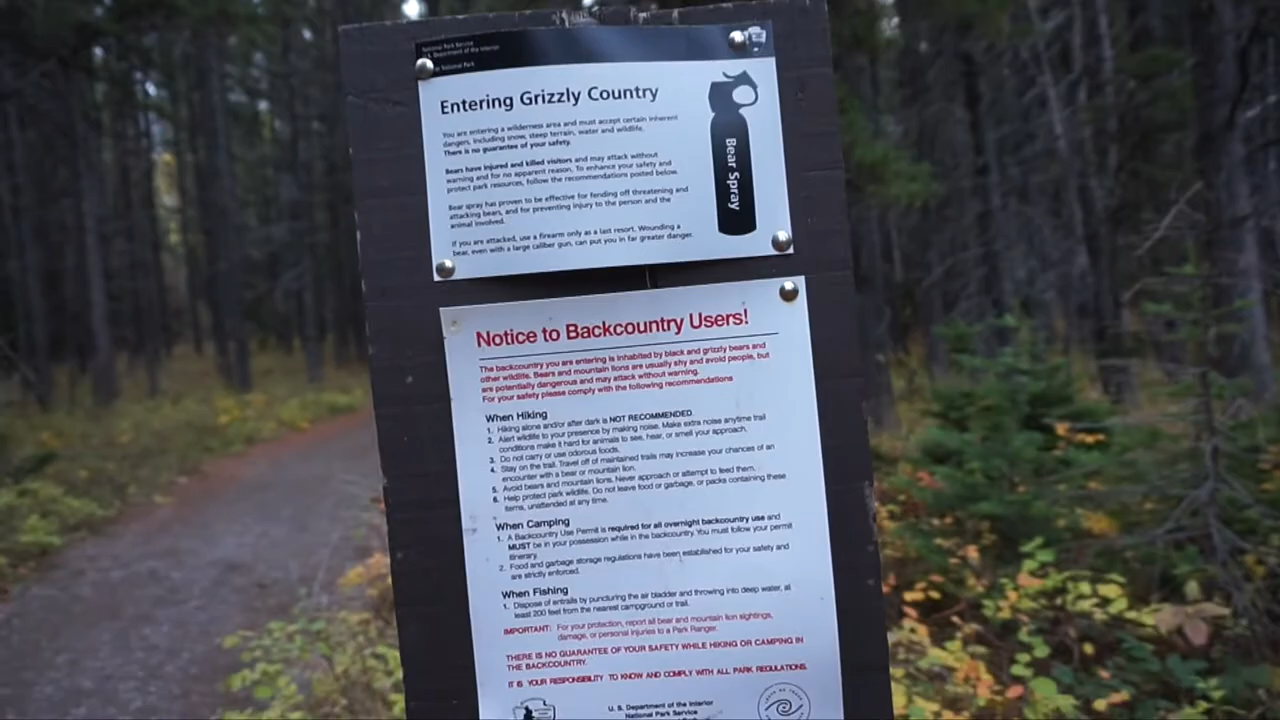 National Park Service
U.S. Department of the Interior
National Park
Entering Grizzly Country
You are entering a wilderness area and must accept certain inherent
dangers, including snow, steep terrain, water and wildlife.
There is no guarantee of your safety.
Bears have injured and killed visitors and may attack without
warning and for no apparent reason. To enhance your safety and
protect park resources, follow the recommendations posted below.
Bear spray has proven to be effective for fending off threatening and
attacking bears, and for preventing injury to the person and the
animal involved.
If you are attacked, use a firearm only as a last resort. Wounding a
bear, even with a large caliber gun, can put you in far greater danger.
Bear Spray
Notice to Backcountry Users!
The backcountry you are entering is inhabited by black and grizzly bears and
other wildlife. Bears and mountain lions are usually shy and avoid people, but
are potentially dangerous and may attack without warning.
For your safety please comply with the following recommendations
When Hiking
1. Hiking alone and/or after dark is NOT RECOMMENDED.
2. Alert wildlife to your presence by making noise. Make extra noise anytime trail
conditions make it hard for animals to see, hear, or smell your approach.
3. Do not carry or use odorous foods.
4. Stay on the trail. Travel off of maintained trails may increase your chances of an
encounter with a bear or mountain lion.
5. Avoid bears and mountain lions. Never approach or attempt to feed them.
6. Help protect park wildlife. Do not leave food or garbage, or packs containing these
items, unattended at any time.
When Camping
1. A Backcountry Use Permit is required for all overnight backcountry use and
MUST be in your possession while in the backcountry. You must follow your permit
itinerary.
2. Food and garbage storage regulations have been established for your safety and
are strictly enforced.
When Fishing
1. Dispose of entrails by puncturing the air bladder and throwing into deep water, at
least 200 feet from the nearest campground or trail.
IMPORTANT: For your protection, report all bear and mountain lion sightings,
damage, or personal injuries to a Park Ranger.
THERE IS NO GUARANTEE OF YOUR SAFETY WHILE HIKING OR CAMPING IN
THE BACKCOUNTRY.
IT IS YOUR RESPONSIBILITY TO KNOW AND COMPLY WITH ALL PARK REGULATIONS.
U. S. Department of the Interior
National Park Service